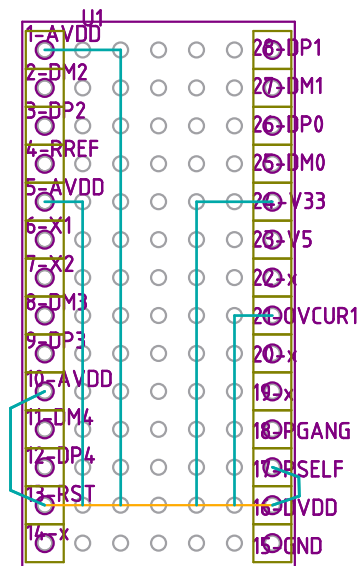 U1
1-AVDD
2-DM2
3-DP2
4-RREF
5-AVDD
6-X1
7-X2
8-DM3
9-DP3
10-AVDD
11-DM4
12-DP4
13-RST
14-x
28-DP1
27-DM1
26-DP0
25-DM0
24-V33
23-V5
22-x
20-OVCUR1
20-x
19-x
18-PGANG
17-PSELF
16-DVDD
15-GND